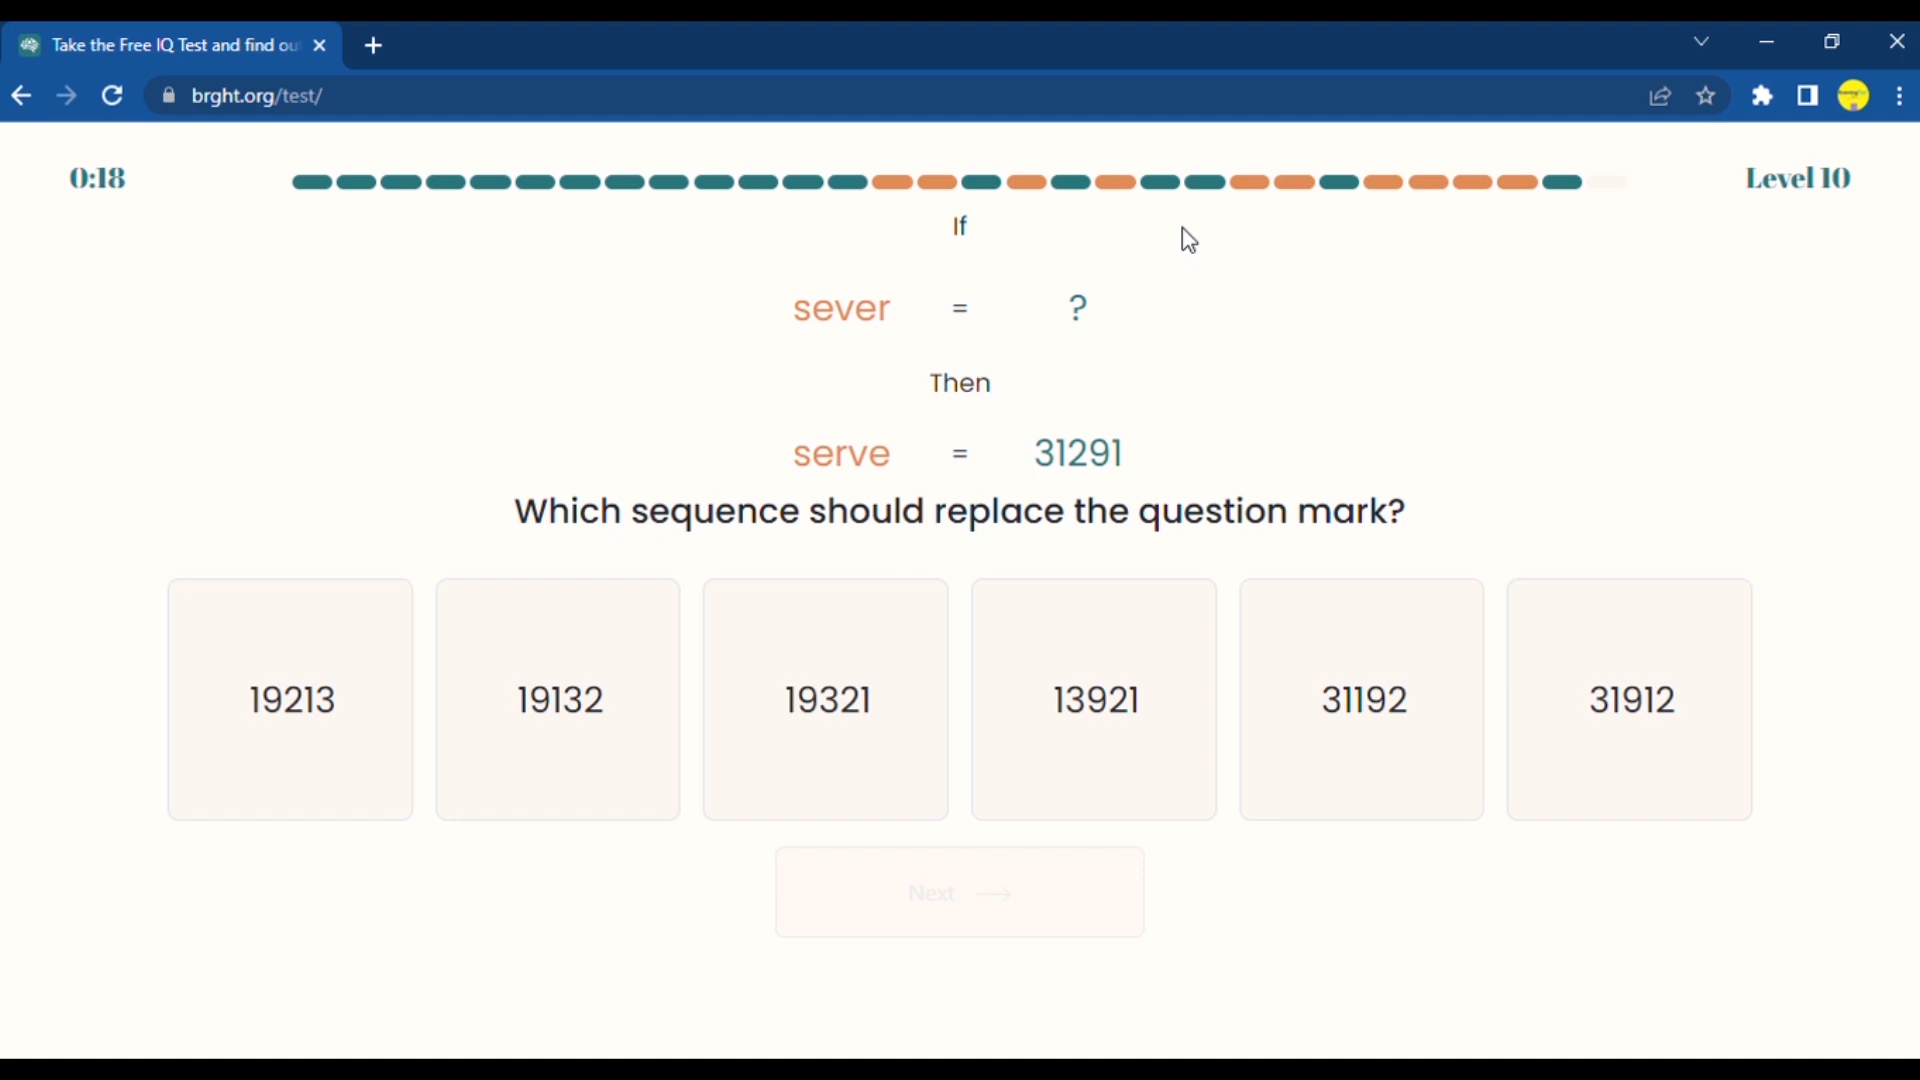 Take the Free IQ Test and find ou
brght.org/test/
0:18
Level 10
If
sever = ?
Then
serve = 31291
Which sequence should replace the question mark?
19213
19132
19321
13921
31192
31912
Next